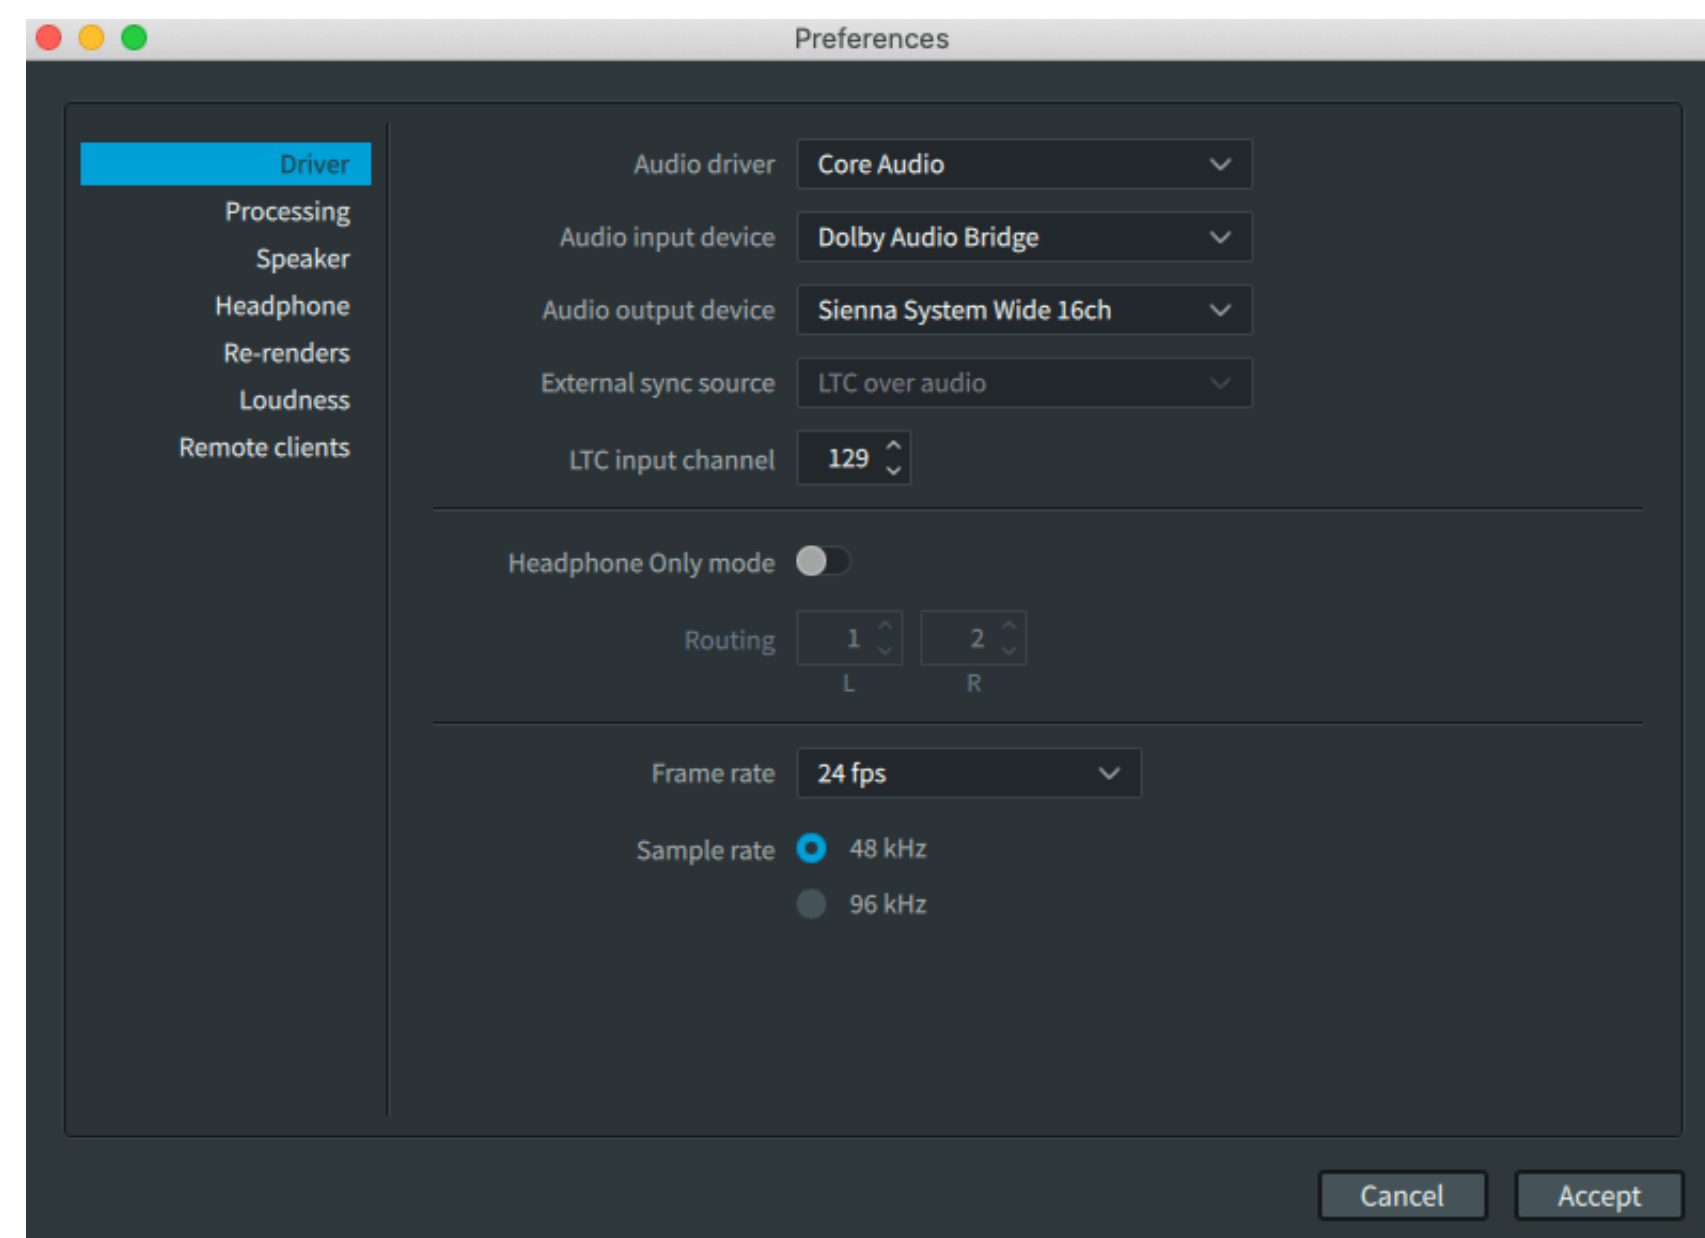 Preferences
Driver
Processing
Speaker
Headphone
Re-renders
Loudness
Remote clients
Audio driver Core Audio
Audio input device Dolby Audio Bridge
Audio output device Sienna System Wide 16ch
External sync source LTC over audio
LTC input channel 129
Headphone Only mode
Routing 1 2
L R
Frame rate 24 fps
Sample rate 48 kHz
96 kHz
Cancel Accept